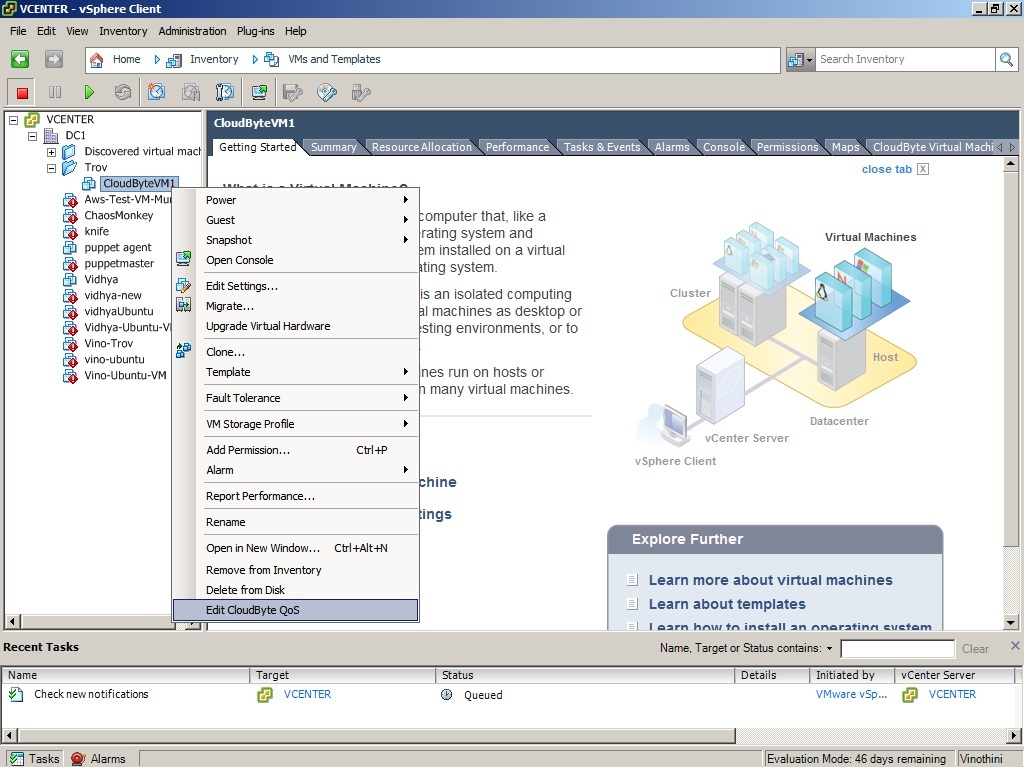 VCENTER - vSphere Client
File Edit View Inventory Administration Plug-ins Help
Home Inventory VMs and Templates Search Inventory
VCENTER
DC1
Discovered virtual mach
Trov
CloudByteVM1
Aws-Test-VM-Mur
ChaosMonkey
knife
puppet agent
puppetmaster
Vidhya
vidhya-new
vidhyaUbuntu
Vidhya-Ubuntu-VI
Vino-Trov
vino-ubuntu
Vino-Ubuntu-VM
CloudByteVM1
Getting Started Summary Resource Allocation Performance Tasks & Events Alarms Console Permissions Maps CloudByte Virtual Machi
close tab
What is a Virtual Machine?
computer that, like a
erating system and
em installed on a virtual
ating system.
is an isolated computing
al machines as desktop or
esting environments, or to
ines run on hosts or
n many virtual machines.
chine
tings
Power
Guest
Snapshot
Open Console
Edit Settings...
Migrate...
Upgrade Virtual Hardware
Clone...
Template
Fault Tolerance
VM Storage Profile
Add Permission... Ctrl+P
Alarm
Report Performance...
Rename
Open in New Window... Ctrl+Alt+N
Remove from Inventory
Delete from Disk
Edit CloudByte QoS
Virtual Machines
Cluster
Host
Datacenter
vCenter Server
vSphere Client
Explore Further
Learn more about virtual machines
Learn about templates
Learn how to install an operating system
Recent Tasks Name, Target or Status contains: Clear
Name Target Status Details Initiated by vCenter Server
Check new notifications VCENTER Queued VMware vSp... VCENTER
Tasks Alarms Evaluation Mode: 46 days remaining Vinothini